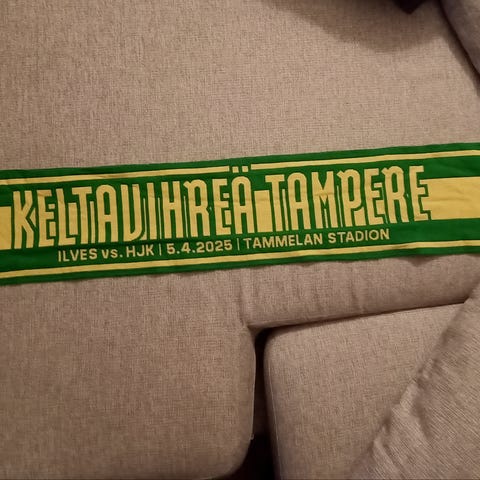 KELTAVIHREÄ TAMPERE
ILVES vs. HJK | 5.4.2025 | TAMMELAN STADION